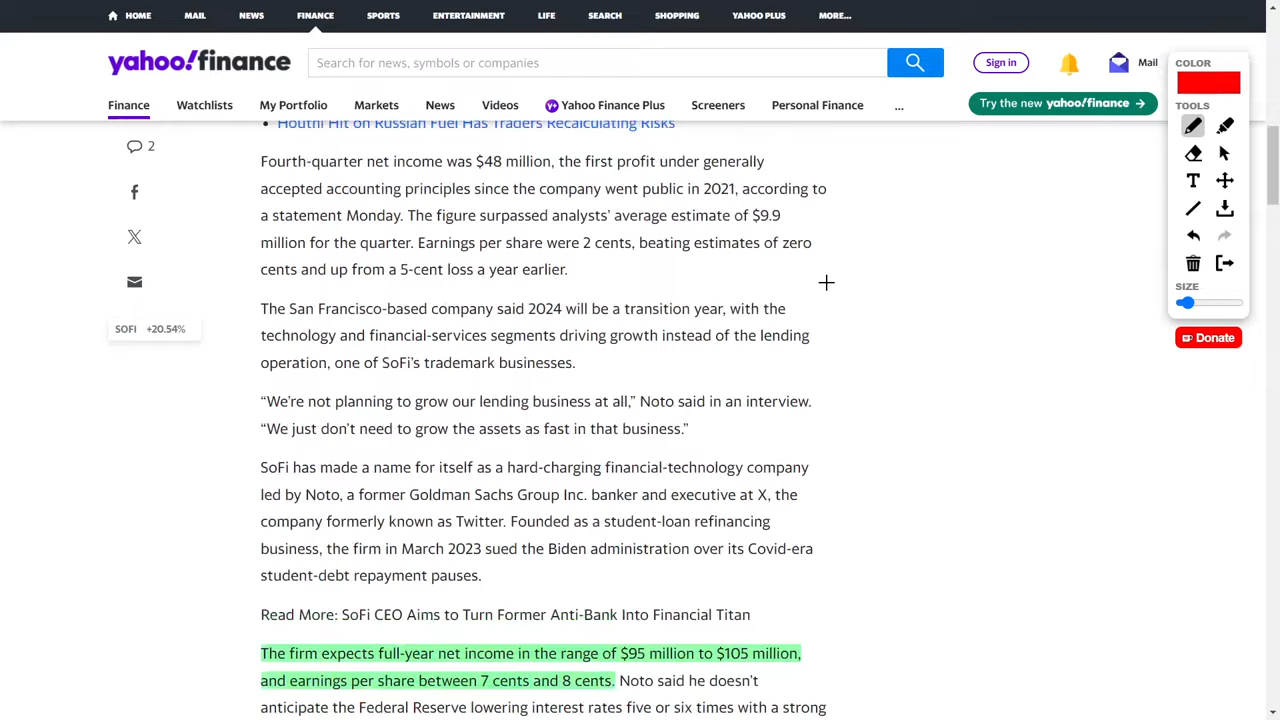 HOME MAIL NEWS FINANCE SPORTS ENTERTAINMENT LIFE SEARCH SHOPPING YAHOO PLUS MORE...
yahoo!finance Search for news, symbols or companies Sign in Mail
Finance Watchlists My Portfolio Markets News Videos Yahoo Finance Plus Screeners Personal Finance ... Try the new yahoo!finance →
COLOR
TOOLS
T
SIZE
Donate
2
SOFI +20.54%
• Houthi Hit on Russian Fuel Has Traders Recalculating Risks
Fourth-quarter net income was $48 million, the first profit under generally
accepted accounting principles since the company went public in 2021, according to
a statement Monday. The figure surpassed analysts’ average estimate of $9.9
million for the quarter. Earnings per share were 2 cents, beating estimates of zero
cents and up from a 5-cent loss a year earlier.
The San Francisco-based company said 2024 will be a transition year, with the
technology and financial-services segments driving growth instead of the lending
operation, one of SoFi’s trademark businesses.
“We’re not planning to grow our lending business at all,” Noto said in an interview.
“We just don’t need to grow the assets as fast in that business.”
SoFi has made a name for itself as a hard-charging financial-technology company
led by Noto, a former Goldman Sachs Group Inc. banker and executive at X, the
company formerly known as Twitter. Founded as a student-loan refinancing
business, the firm in March 2023 sued the Biden administration over its Covid-era
student-debt repayment pauses.
Read More: SoFi CEO Aims to Turn Former Anti-Bank Into Financial Titan
The firm expects full-year net income in the range of $95 million to $105 million,
and earnings per share between 7 cents and 8 cents. Noto said he doesn’t
anticipate the Federal Reserve lowering interest rates five or six times with a strong